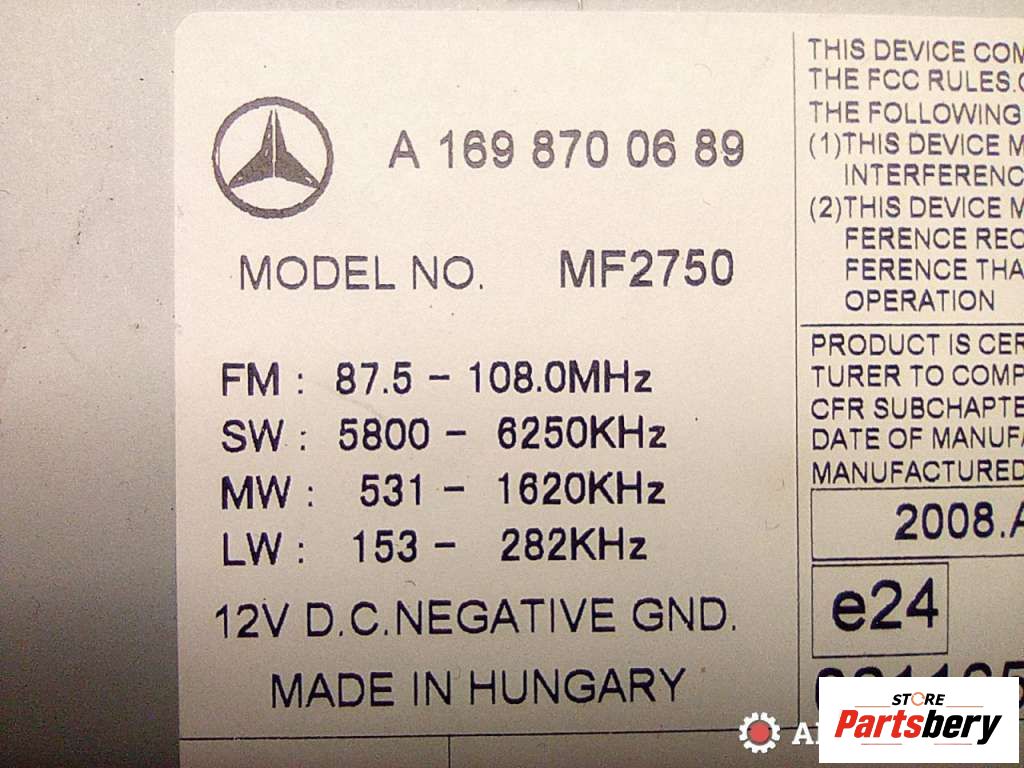 A 169 870 0689
MODEL NO. MF2750
FM : 87.5 - 108.0MHz
SW : 5800 - 6250KHz
MW : 531 - 1620KHz
LW : 153 - 282KHz
12V D.C.NEGATIVE GND.
MADE IN HUNGARY
THIS DEVICE COM
THE FCC RULES.
THE FOLLOWING
(1)THIS DEVICE M
INTERFERENC
(2)THIS DEVICE M
FERENCE REC
FERENCE THA
OPERATION
PRODUCT IS CER
TURER TO COMP
CFR SUBCHAPTE
DATE OF MANUFA
MANUFACTURED
2008.A
e24
STORE
Partsbery